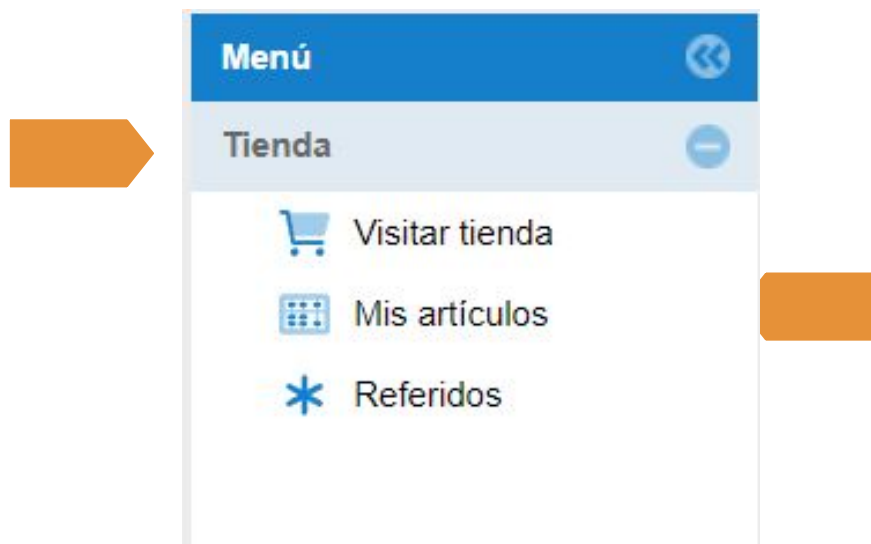 Menú
Tienda
Visitar tienda
Mis artículos
Referidos